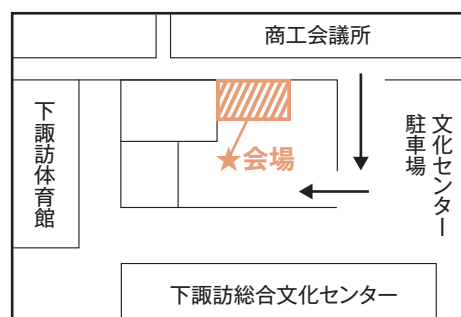 商工会議所
下諏訪体育館
★会場
文化センター
駐車場
下諏訪総合文化センター